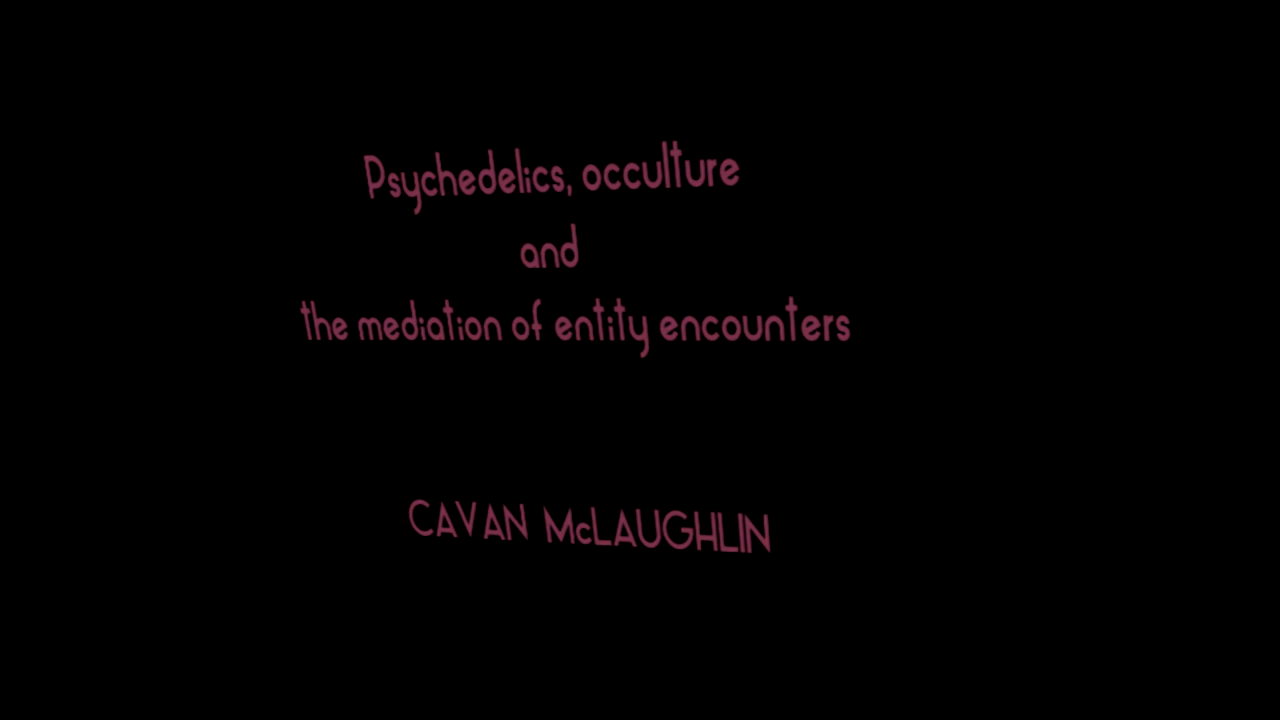 Psychedelics, occulture
and
the mediation of entity encounters
CAVAN McLAUGHLIN